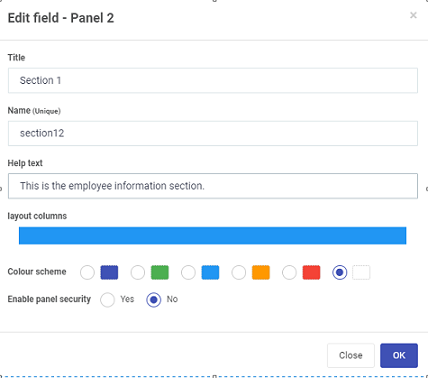 Edit field - Panel 2
×
Title
Section 1
Name (Unique)
section12
Help text
This is the employee information section.
layout columns
Colour scheme
Enable panel security Yes No
Close OK